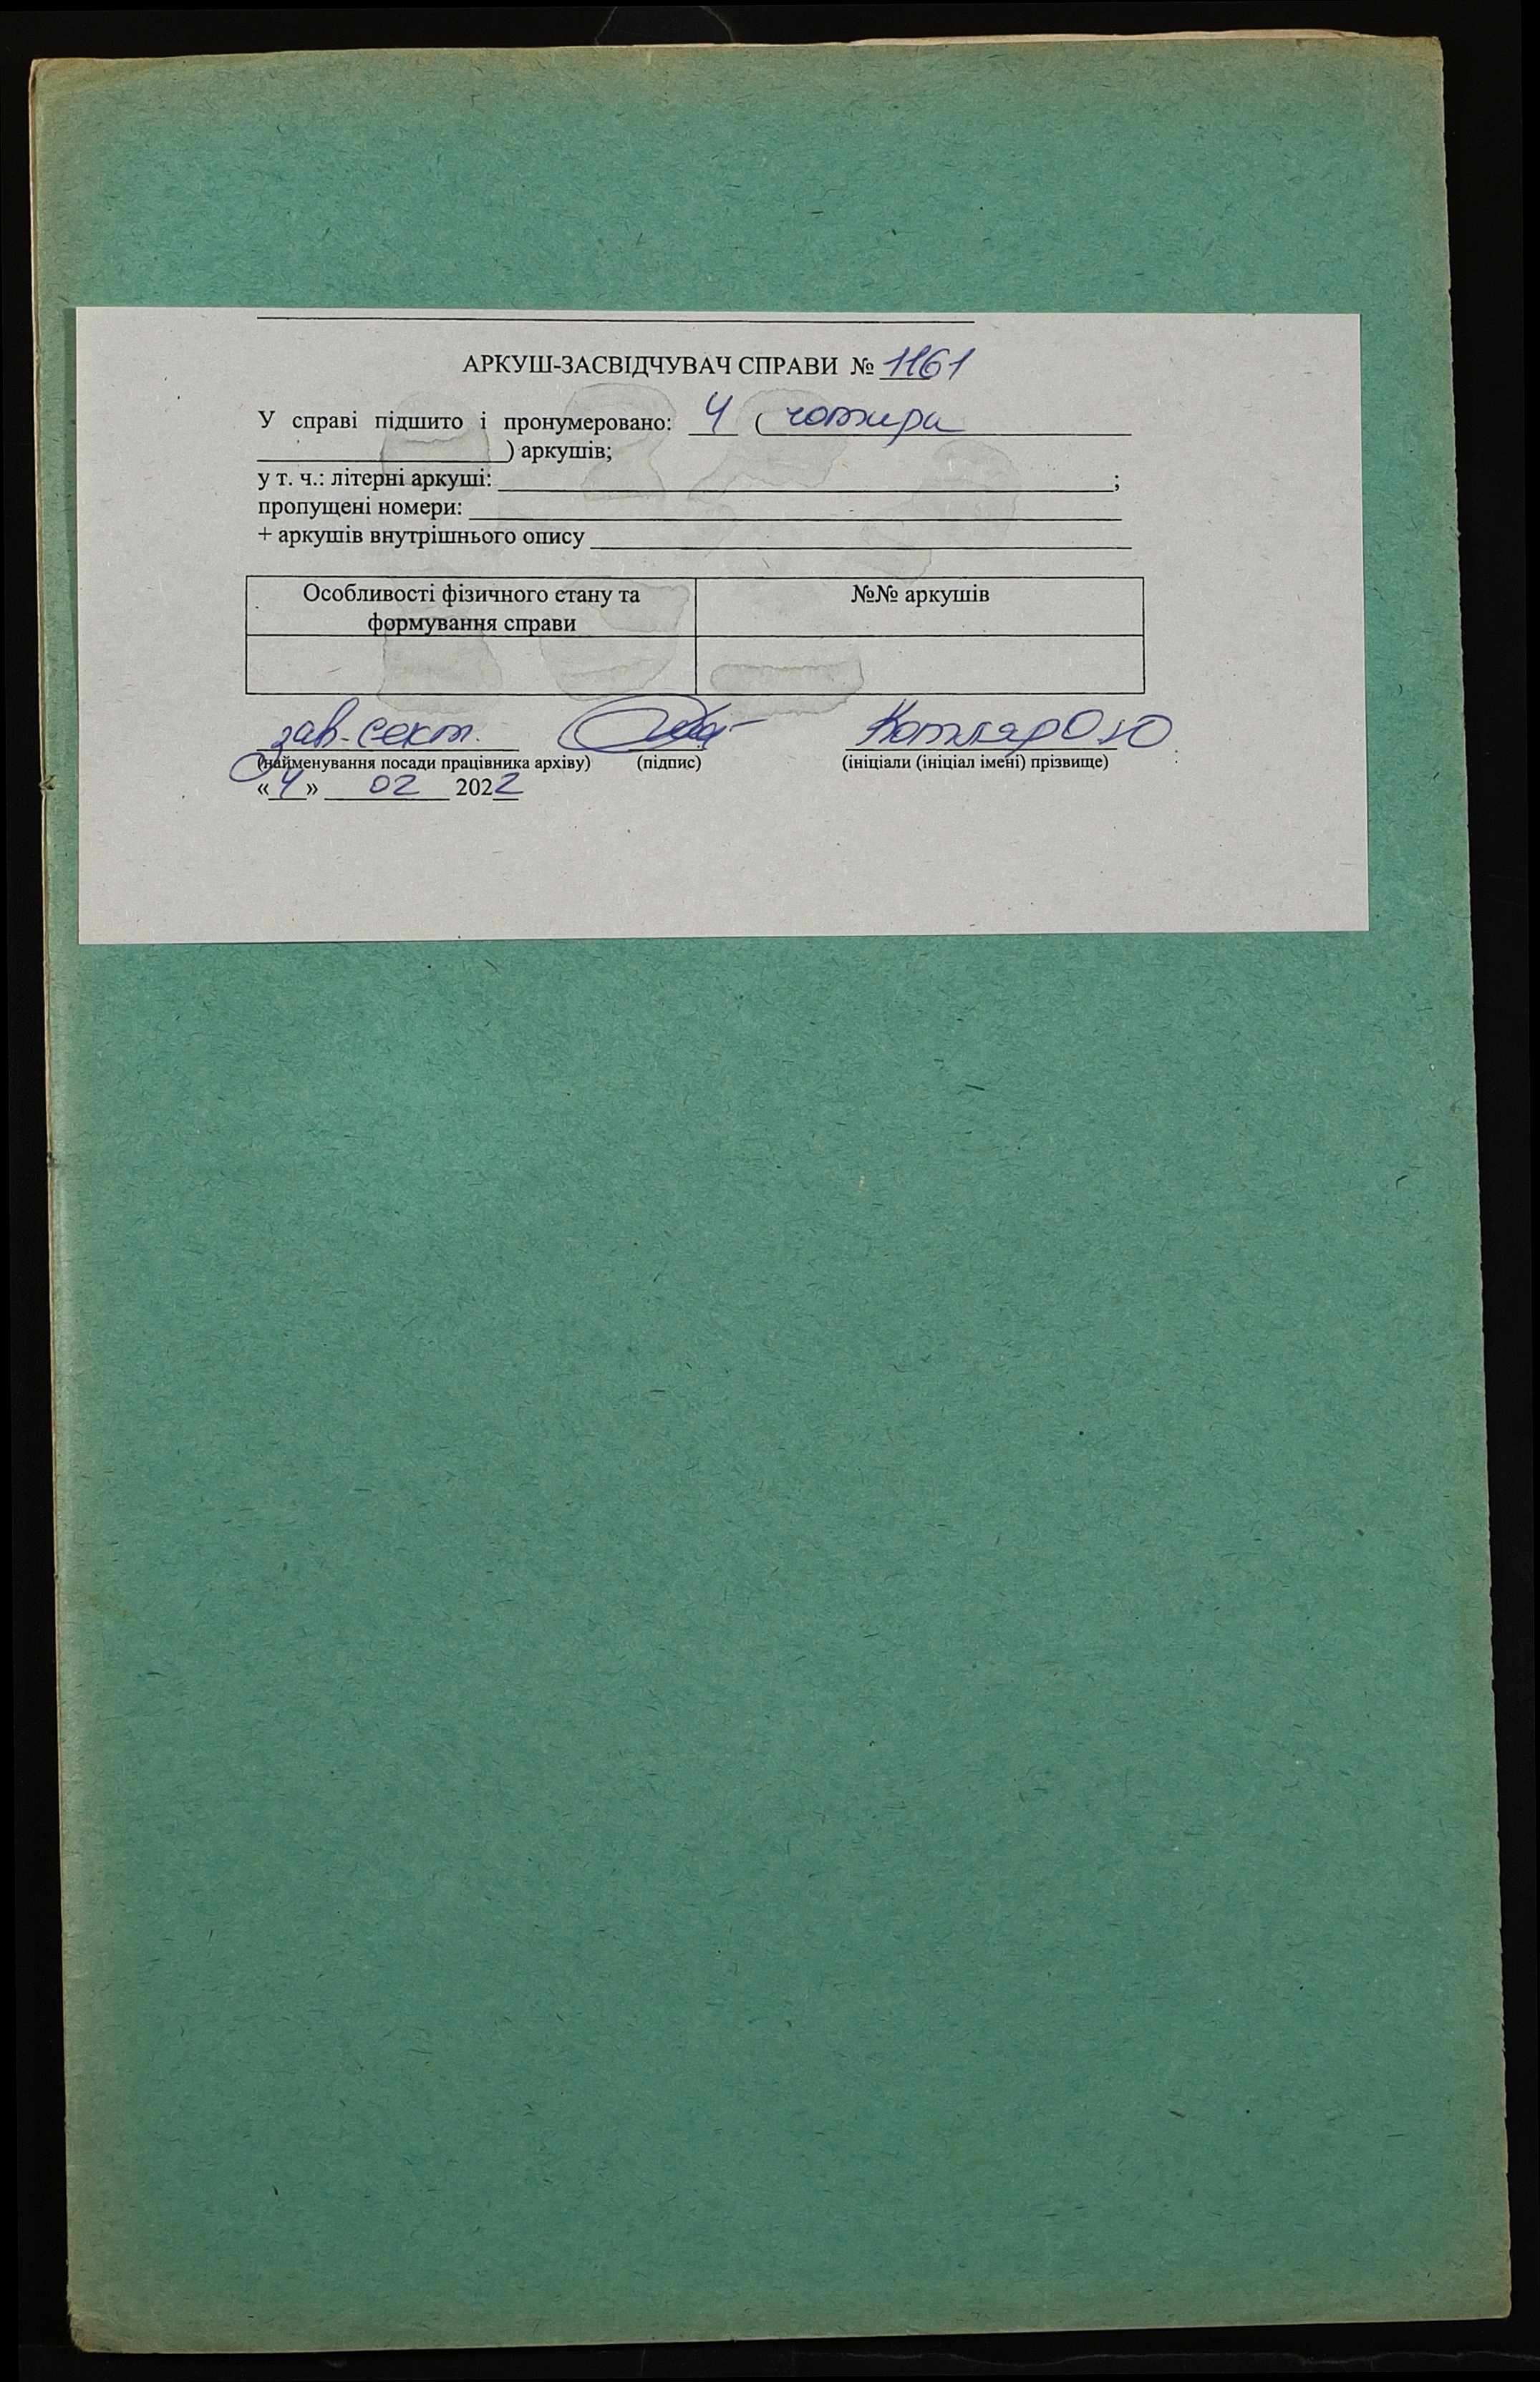 АРКУШ-ЗАСВІДЧУВАЧ СПРАВИ № 1161
У справі підшито і пронумеровано: 4 ( чотири
) аркушів;
у т. ч.: літерні аркуші: ;
пропущені номери:
+ аркушів внутрішнього опису
Особливості фізичного стану та №№ аркушів
формування справи
зав. сект. Котляр О Ю
(найменування посади працівника архіву) (підпис) (ініціали (ініціал імені) прізвище)
«4» 02 2022